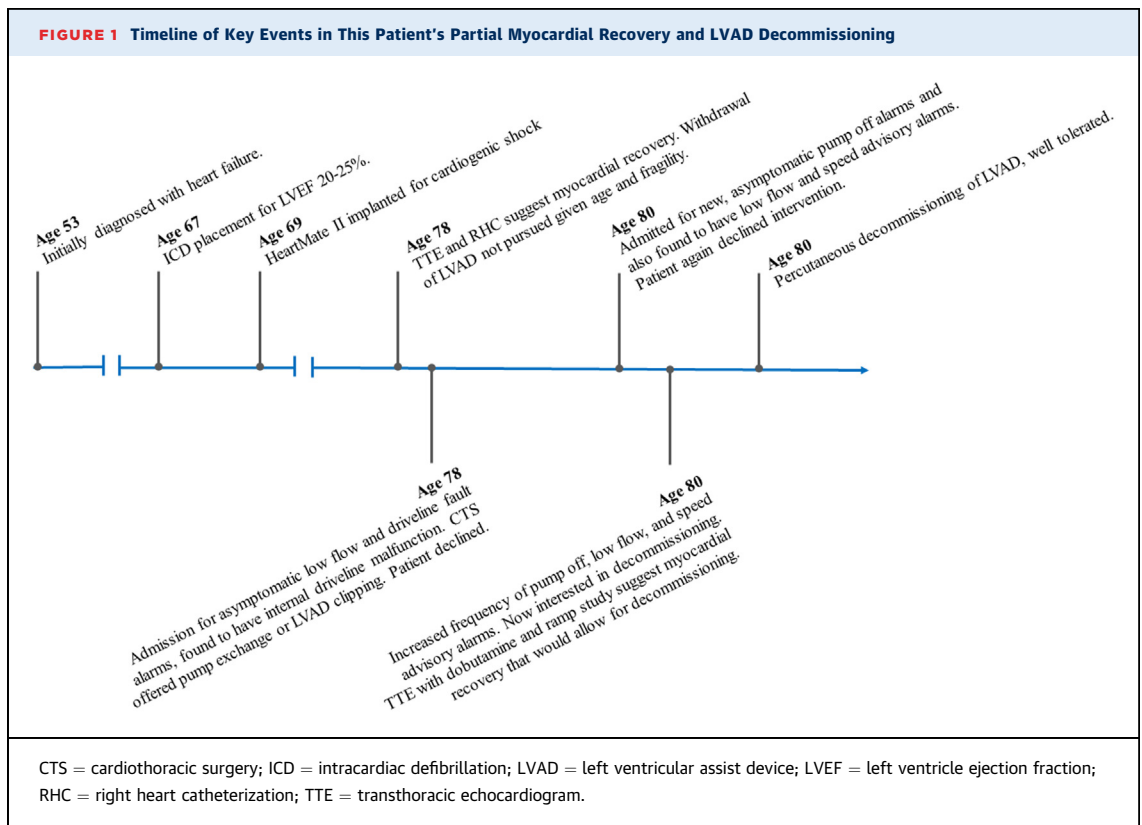 FIGURE 1 Timeline of Key Events in This Patient's Partial Myocardial Recovery and LVAD Decommissioning
Age 53
Initially diagnosed with heart failure.
Age 67
ICD placement for LVEF 20-25%.
Age 69
HeartMate II implanted for cardiogenic shock
Age 78
TTE and RHC suggest myocardial recovery. Withdrawal
of LVAD not pursued given age and fragility.
Age 80
Admitted for new, asymptomatic pump off alarms and
also found to have low flow and speed advisory alarms.
Patient again declined intervention.
Age 80
Percutaneous decommissioning of LVAD, well tolerated.
Age 78
Admission for asymptomatic low flow and driveline fault
alarms, found to have internal driveline malfunction. CTS
offered pump exchange or LVAD clipping. Patient declined.
Age 80
Increased frequency of pump off, low flow, and speed
advisory alarms. Now interested in decommissioning.
TTE with dobutamine and ramp study suggest myocardial
recovery that would allow for decommissioning.
CTS = cardiothoracic surgery; ICD = intracardiac defibrillation; LVAD = left ventricular assist device; LVEF = left ventricle ejection fraction;
RHC = right heart catheterization; TTE = transthoracic echocardiogram.